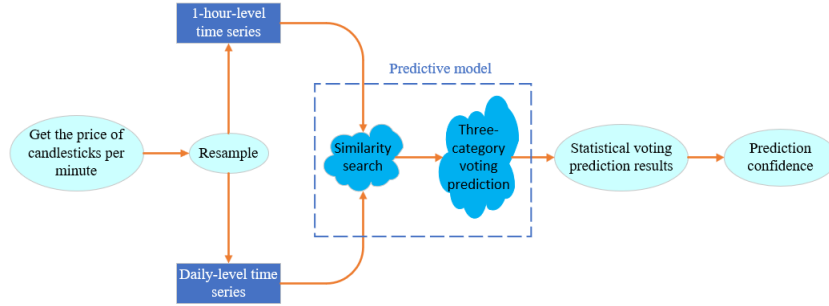 1-hour-level
time series
Predictive model
Get the price of
candlesticks per
minute
Resample
Similarity
search
Three-
category
voting
prediction
Statistical voting
prediction results
Prediction
confidence
Daily-level time
series